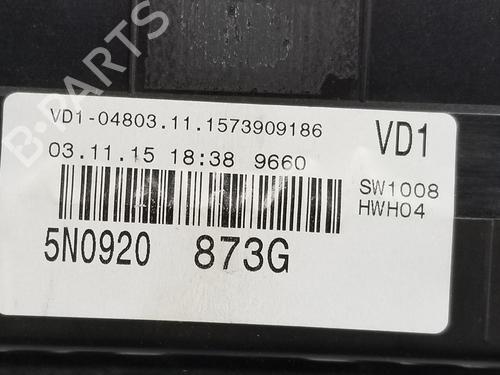 VD1-04803.11.1573909186 VD1
03.11.15 18:38 9660
SW1008
HWH04
5N0920 873G
B-PARTS